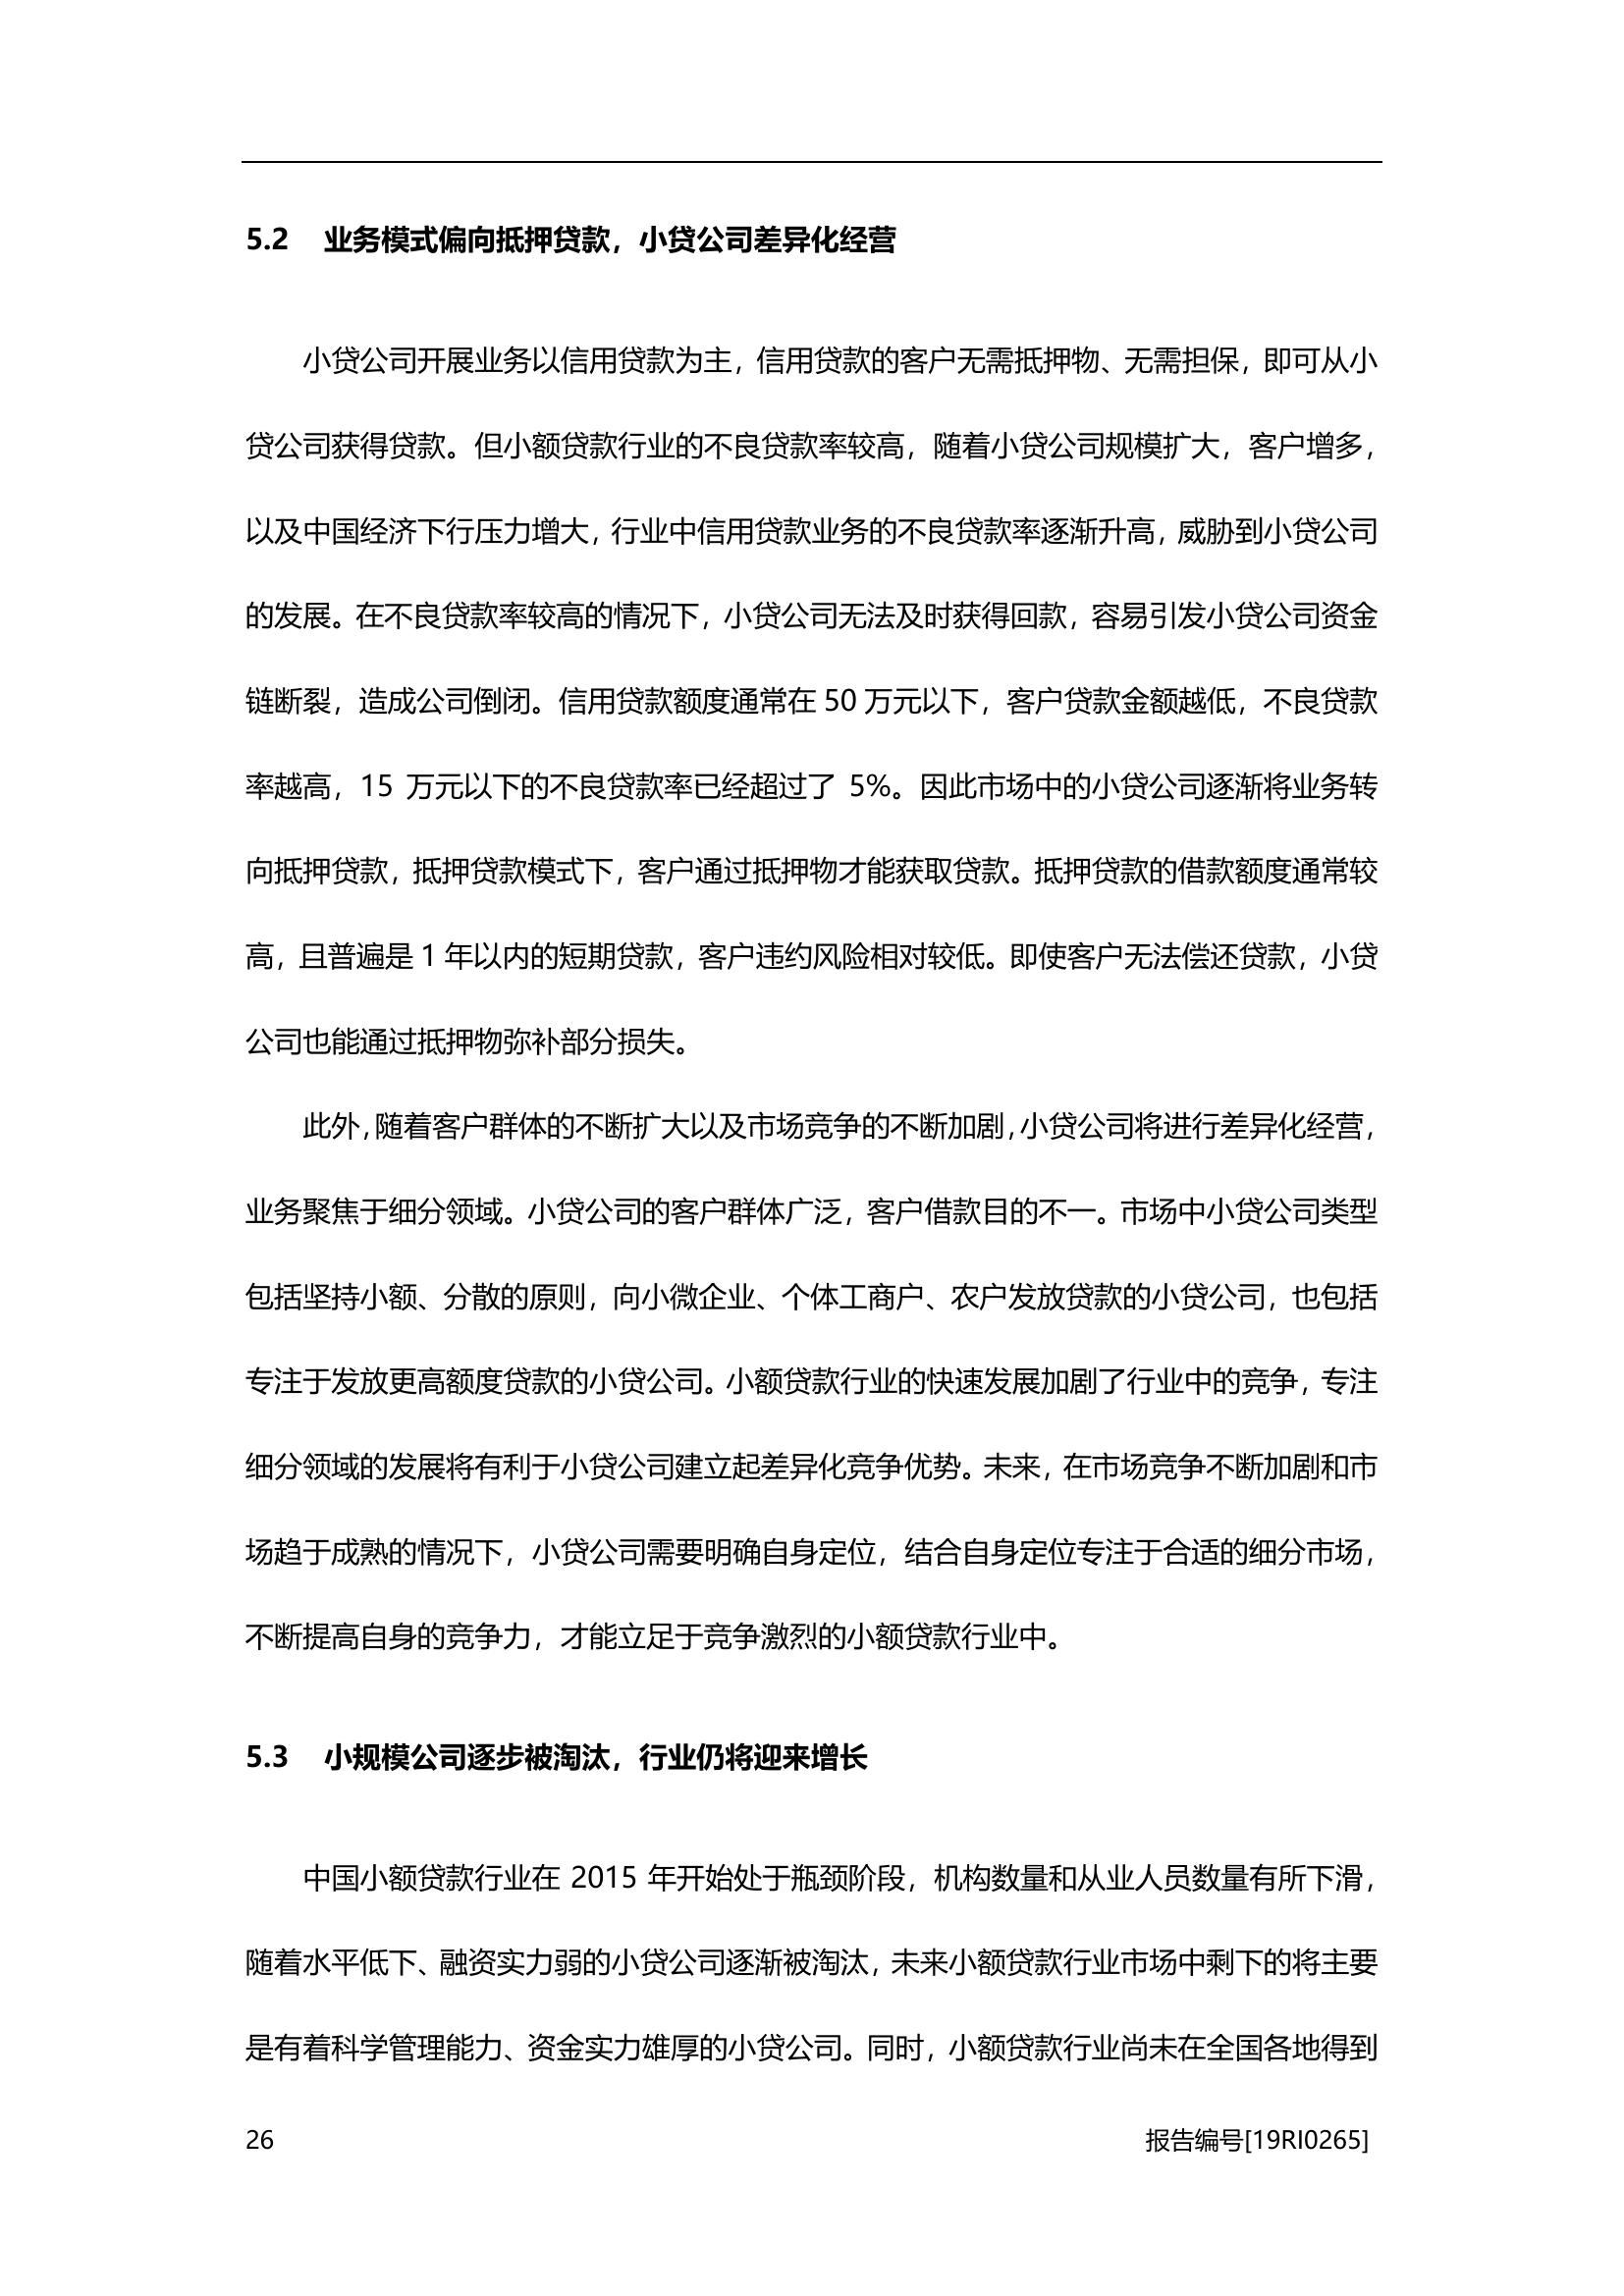 5.2 业务模式偏向抵押贷款，小贷公司差异化经营
小贷公司开展业务以信用贷款为主，信用贷款的客户无需抵押物、无需担保，即可从小
贷公司获得贷款。但小额贷款行业的不良贷款率较高，随着小贷公司规模扩大，客户增多，
以及中国经济下行压力增大，行业中信用贷款业务的不良贷款率逐渐升高，威胁到小贷公司
的发展。在不良贷款率较高的情况下，小贷公司无法及时获得回款，容易引发小贷公司资金
链断裂，造成公司倒闭。信用贷款额度通常在 50 万元以下，客户贷款金额越低，不良贷款
率越高，15 万元以下的不良贷款率已经超过了 5%。因此市场中的小贷公司逐渐将业务转
向抵押贷款，抵押贷款模式下，客户通过抵押物才能获取贷款。抵押贷款的借款额度通常较
高，且普遍是 1 年以内的短期贷款，客户违约风险相对较低。即使客户无法偿还贷款，小贷
公司也能通过抵押物弥补部分损失。
此外，随着客户群体的不断扩大以及市场竞争的不断加剧，小贷公司将进行差异化经营，
业务聚焦于细分领域。小贷公司的客户群体广泛，客户借款目的不一。市场中小贷公司类型
包括坚持小额、分散的原则，向小微企业、个体工商户、农户发放贷款的小贷公司，也包括
专注于发放更高额度贷款的小贷公司。小额贷款行业的快速发展加剧了行业中的竞争，专注
细分领域的发展将有利于小贷公司建立起差异化竞争优势。未来，在市场竞争不断加剧和市
场趋于成熟的情况下，小贷公司需要明确自身定位，结合自身定位专注于合适的细分市场，
不断提高自身的竞争力，才能立足于竞争激烈的小额贷款行业中。
5.3 小规模公司逐步被淘汰，行业仍将迎来增长
中国小额贷款行业在 2015 年开始处于瓶颈阶段，机构数量和从业人员数量有所下滑，
随着水平低下、融资实力弱的小贷公司逐渐被淘汰，未来小额贷款行业市场中剩下的将主要
是有着科学管理能力、资金实力雄厚的小贷公司。同时，小额贷款行业尚未在全国各地得到
26 报告编号[19RI0265]